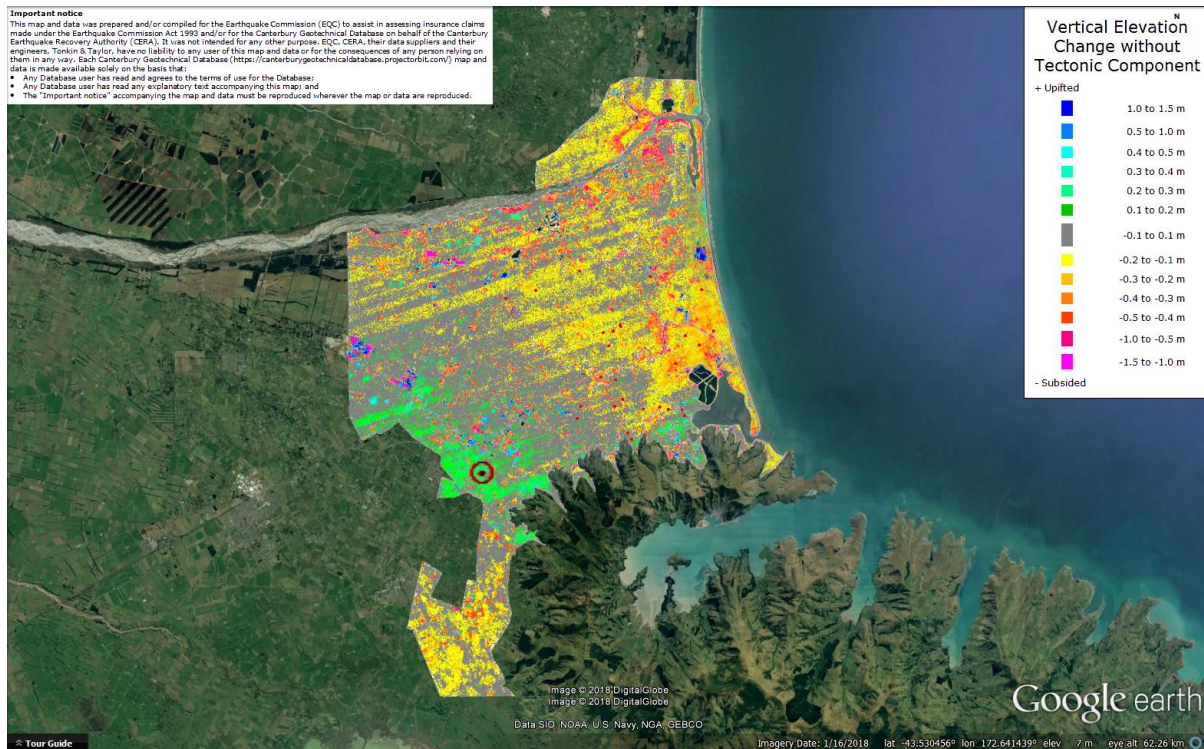 Important notice
This map and data was prepared and/or compiled for the Earthquake Commission (EQC) to assist in assessing insurance claims
made under the Earthquake Commission Act 1993 and/or for the Canterbury Geotechnical Database on behalf of the Canterbury
Earthquake Recovery Authority (CERA). It was not intended for any other purpose. EQC, CERA, their data suppliers and their
engineers, Tonkin & Taylor, have no liability to any user of this map and data or for the consequences of any person relying on
them in any way. Each Canterbury Geotechnical Database (https://canterburygeotechnicaldatabase.projectorbit.com/) map and
data is made available solely on the basis that:
• Any Database user has read and agrees to the terms of use for the Database;
• Any Database user has read any explanatory text accompanying this map; and
• The "Important notice" accompanying the map and data must be reproduced wherever the map or data are reproduced.
N
Vertical Elevation
Change without
Tectonic Component
+ Upifted
1.0 to 1.5 m
0.5 to 1.0 m
0.4 to 0.5 m
0.3 to 0.4 m
0.2 to 0.3 m
0.1 to 0.2 m
-0.1 to 0.1 m
-0.2 to -0.1 m
-0.3 to -0.2 m
-0.4 to -0.3 m
-0.5 to -0.4 m
-1.0 to -0.5 m
-1.5 to -1.0 m
- Subsided
Image © 2018 DigitalGlobe
Image © 2018 DigitalGlobe
Data SIO, NOAA, U.S. Navy, NGA, GEBCO
Google earth
Tour Guide
Imagery Date: 1/16/2018 lat -43.530456° lon 172.641439° elev 7 m eye alt 62.26 km